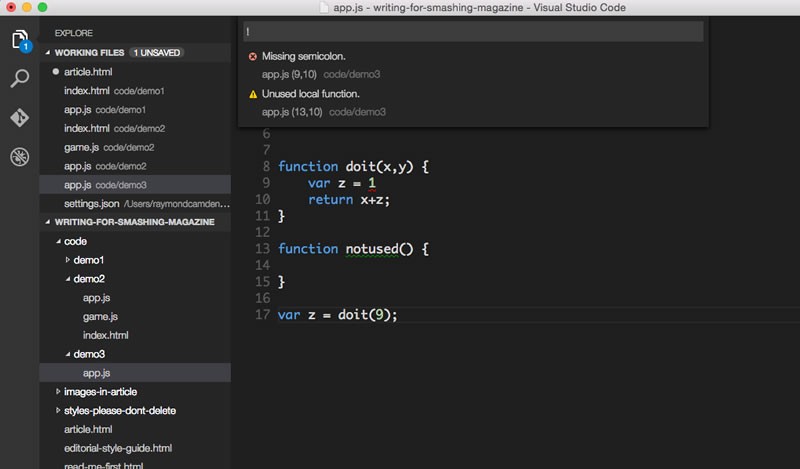 app.js - writing-for-smashing-magazine - Visual Studio Code
1
EXPLORE
WORKING FILES 1 UNSAVED
article.html
index.html code/demo1
app.js code/demo1
index.html code/demo2
game.js code/demo2
app.js code/demo2
app.js code/demo3
settings.json /Users/raymondcamden...
WRITING-FOR-SMASHING-MAGAZINE
code
demo1
demo2
app.js
game.js
index.html
demo3
app.js
images-in-article
styles-please-dont-delete
article.html
editorial-style-guide.html
read-me-first.html
!
Missing semicolon.
app.js (9,10) code/demo3
Unused local function.
app.js (13,10) code/demo3
6
7
8 function doit(x,y) {
9 var z = 1
10 return x+z;
11 }
12
13 function notused() {
14
15 }
16
17 var z = doit(9);